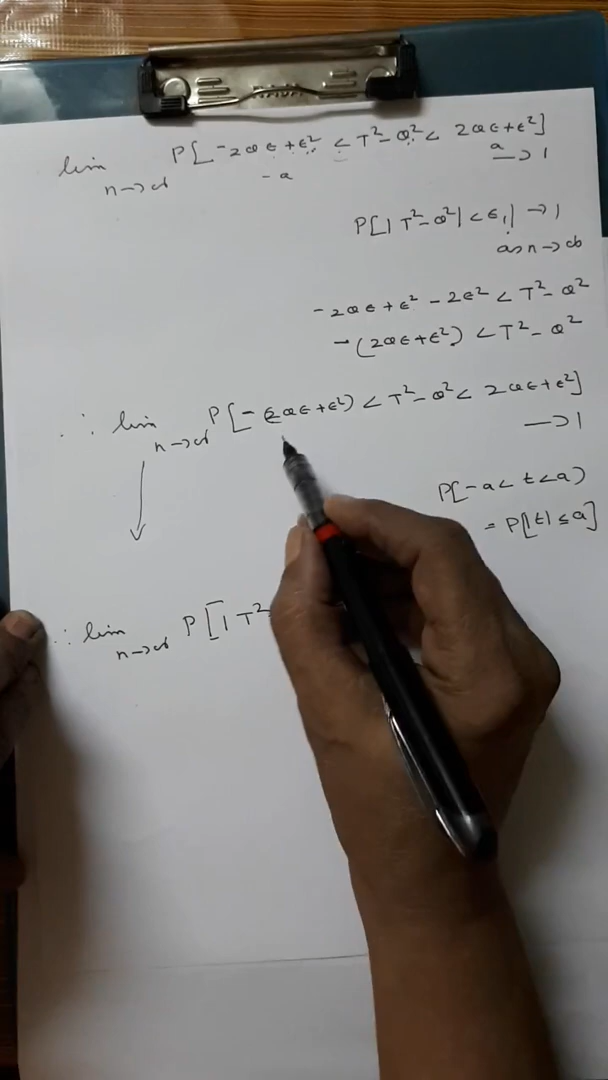 lim n→∞ P[-2θϵ+ϵ² < T²-θ² < 2θϵ+ϵ²] →1
-a
a
P[|T²-θ²| < ϵ₁] →1
as n→∞
-2θϵ+ϵ²-2ϵ² < T²-θ²
-(2θϵ+ϵ²) < T²-θ²
∴ lim n→∞ P[-(2θϵ+ϵ²) < T²-θ² < 2θϵ+ϵ²] →1
P[-a< t <a)
= P[|t| ≤ a]
∴ lim n→∞ P[|T²